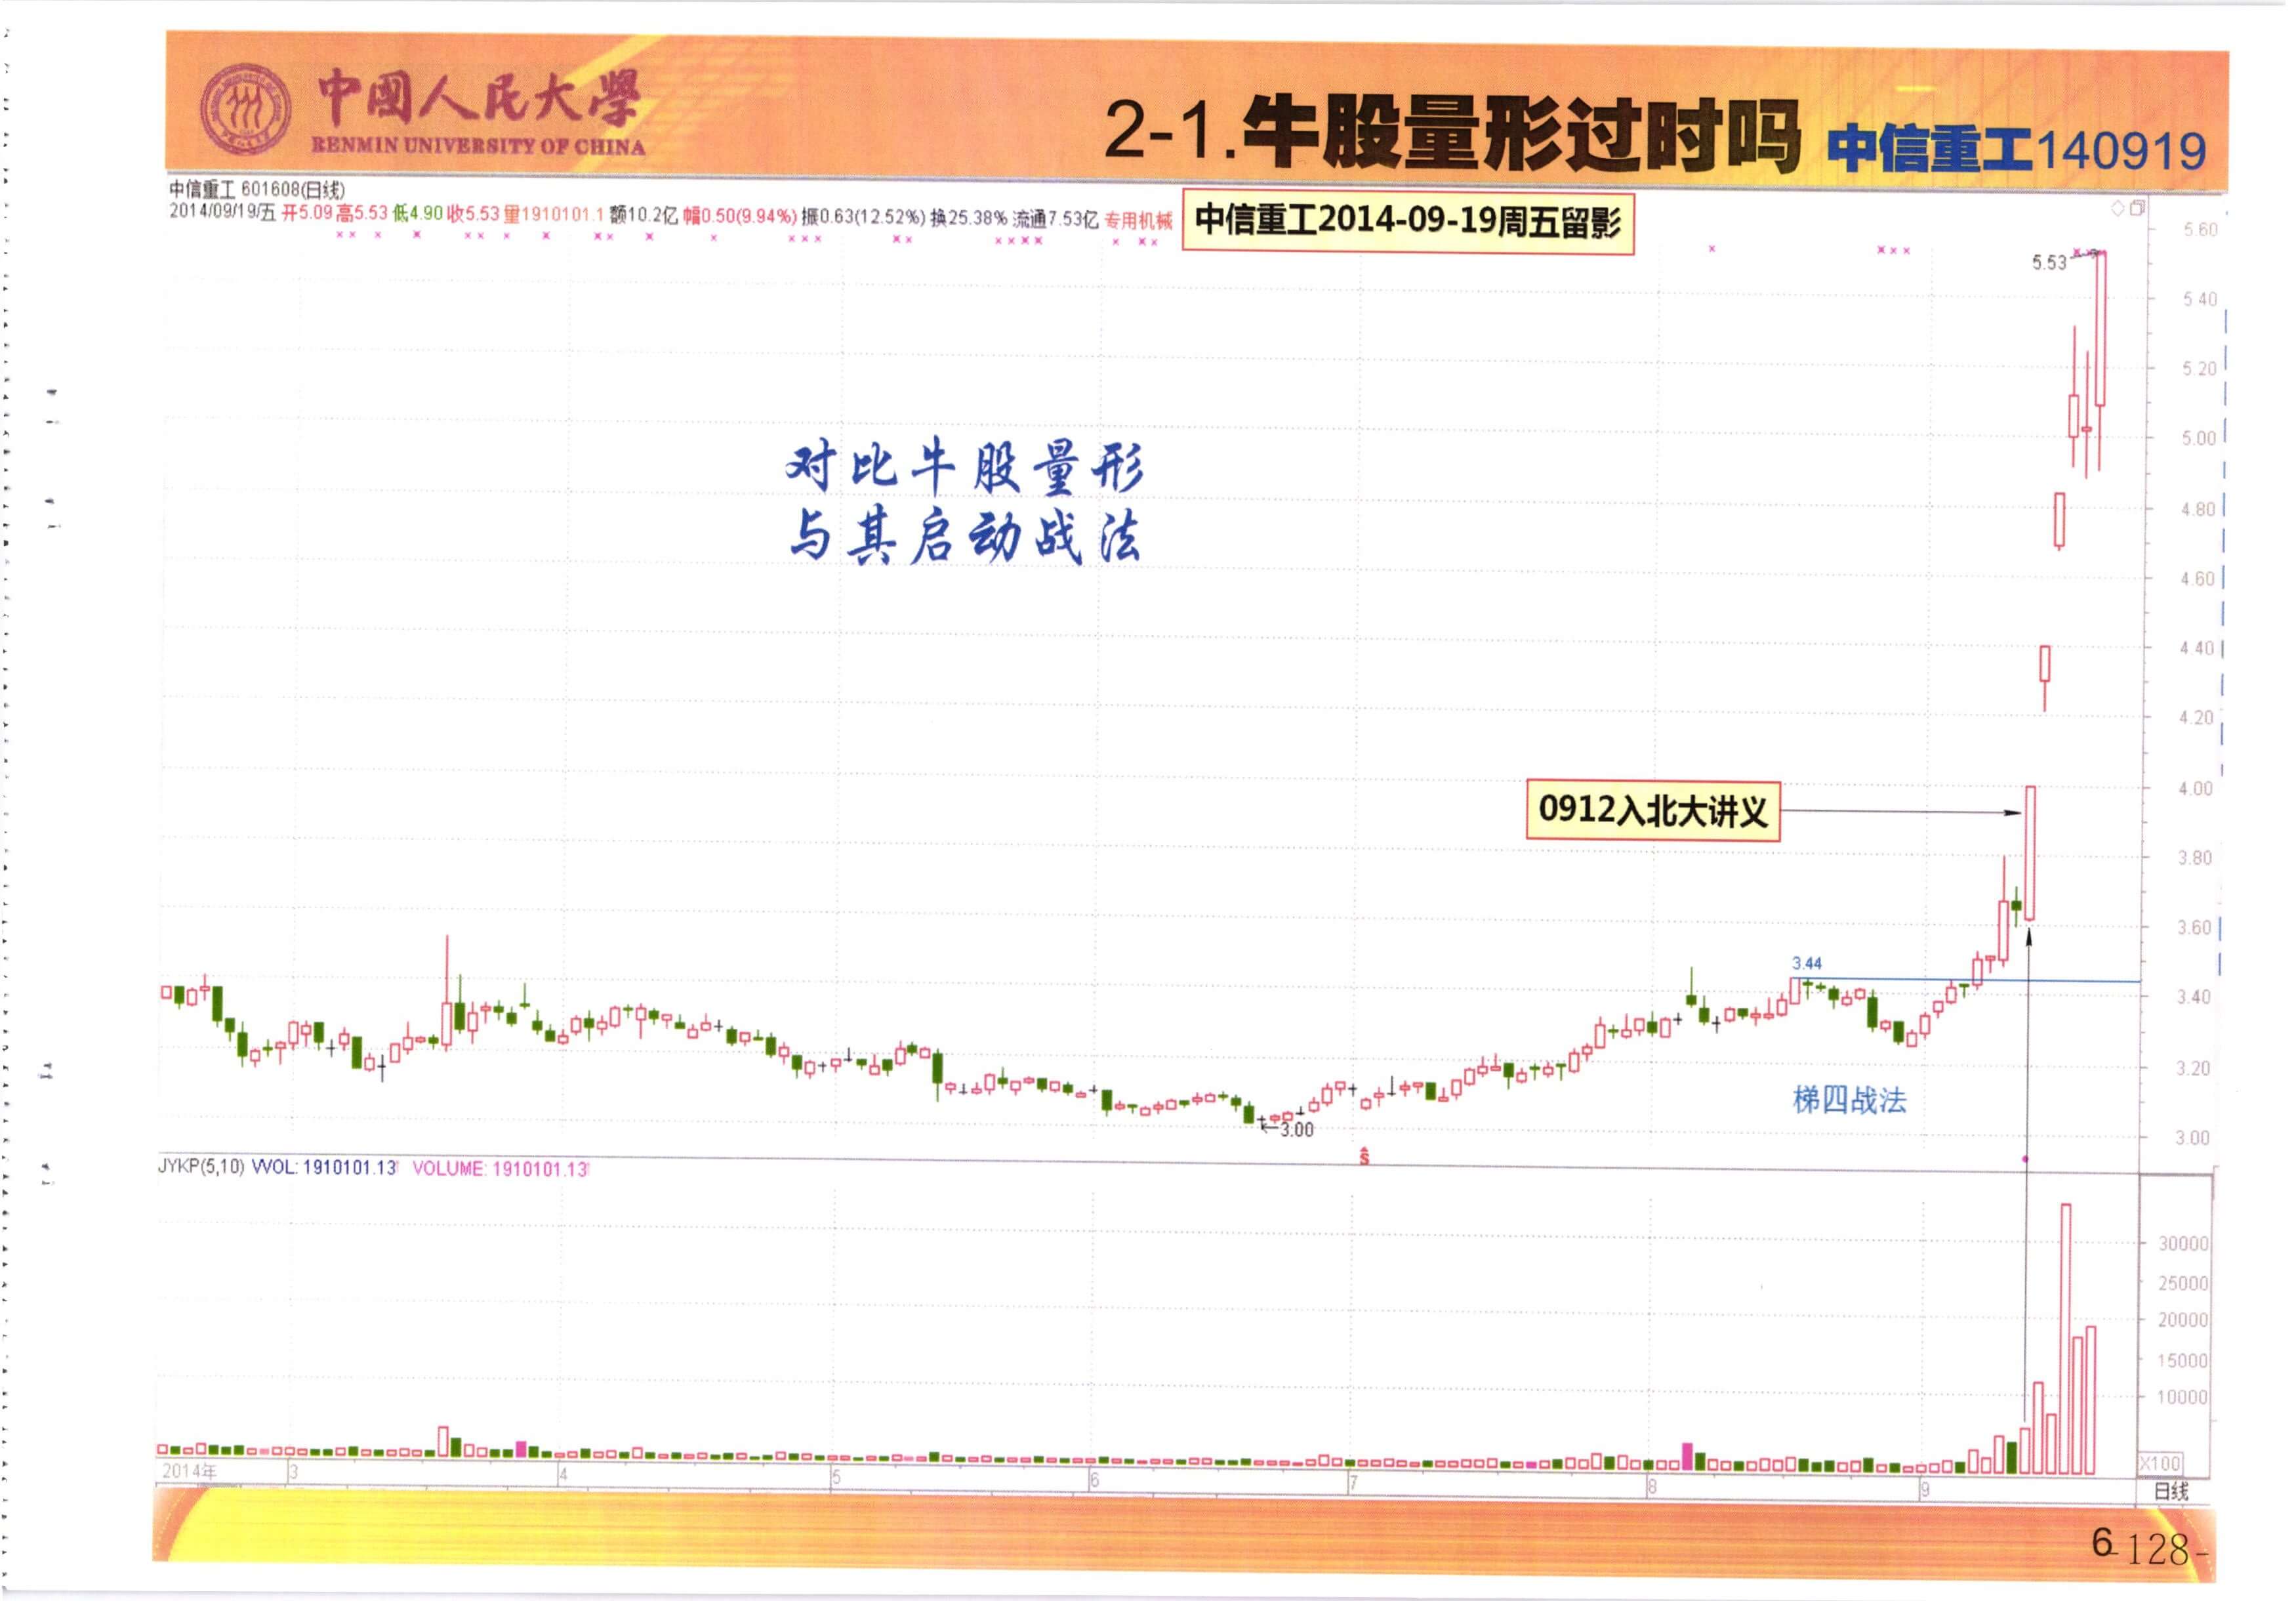 中國人民大學
RENMIN UNIVERSITY OF CHINA
2-1.牛股量形过时吗 中信重工140919
中信重工 601608(日线)
2014/09/19/五 开5.09 高5.53 低4.90 收5.53 量1910101.1 额10.2亿 幅0.50(9.94%) 振0.63(12.52%) 换25.38% 流通7.53亿 专用机械
中信重工2014-09-19周五留影
5.60
5.53
5.40
5.20
对比牛股量形
与其启动战法
5.00
4.80
4.60
4.40
4.20
4.00
0912入北大讲义
3.80
3.60
3.44
3.40
3.20
梯四战法
←3.00
3.00
ŝ
JYKP(5,10) VVOL: 1910101.13↑ VOLUME: 1910101.13↑
30000
25000
20000
15000
10000
X100
2014年 3 4 5 6 7 8 9
日线
6 -128-